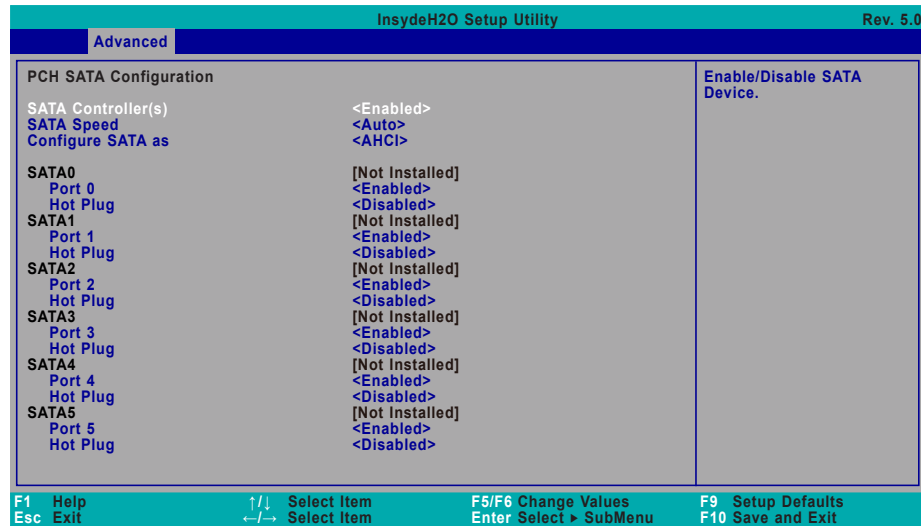 InsydeH2O Setup Utility Rev. 5.0
Advanced
PCH SATA Configuration
SATA Controller(s) <Enabled>
SATA Speed <Auto>
Configure SATA as <AHCI>
SATA0 [Not Installed]
Port 0 <Enabled>
Hot Plug <Disabled>
SATA1 [Not Installed]
Port 1 <Enabled>
Hot Plug <Disabled>
SATA2 [Not Installed]
Port 2 <Enabled>
Hot Plug <Disabled>
SATA3 [Not Installed]
Port 3 <Enabled>
Hot Plug <Disabled>
SATA4 [Not Installed]
Port 4 <Enabled>
Hot Plug <Disabled>
SATA5 [Not Installed]
Port 5 <Enabled>
Hot Plug <Disabled>
Enable/Disable SATA
Device.
F1 Help ↑/↓ Select Item F5/F6 Change Values F9 Setup Defaults
Esc Exit ←/→ Select Item Enter Select ▸ SubMenu F10 Save and Exit